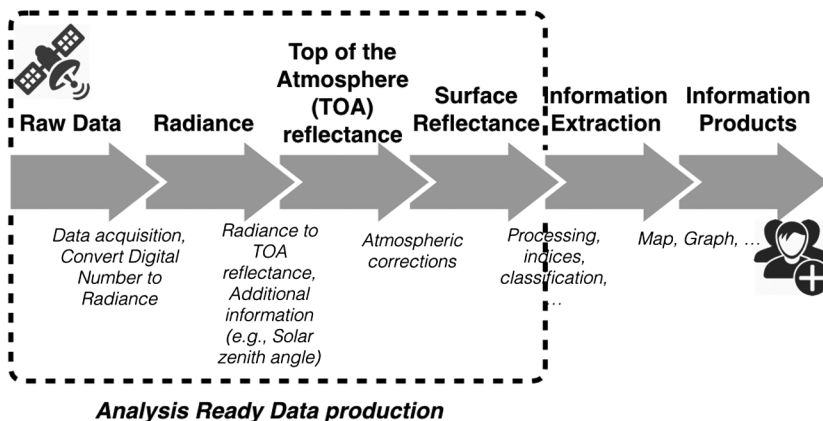 Raw Data
Radiance
Top of the
Atmosphere
(TOA)
reflectance
Surface
Reflectance
Information
Extraction
Information
Products
Data acquisition,
Convert Digital
Number to
Radiance
Radiance to
TOA
reflectance,
Additional
information
(e.g., Solar
zenith angle)
Atmospheric
corrections
Processing,
indices,
classification,
…
Map, Graph, …
Analysis Ready Data production